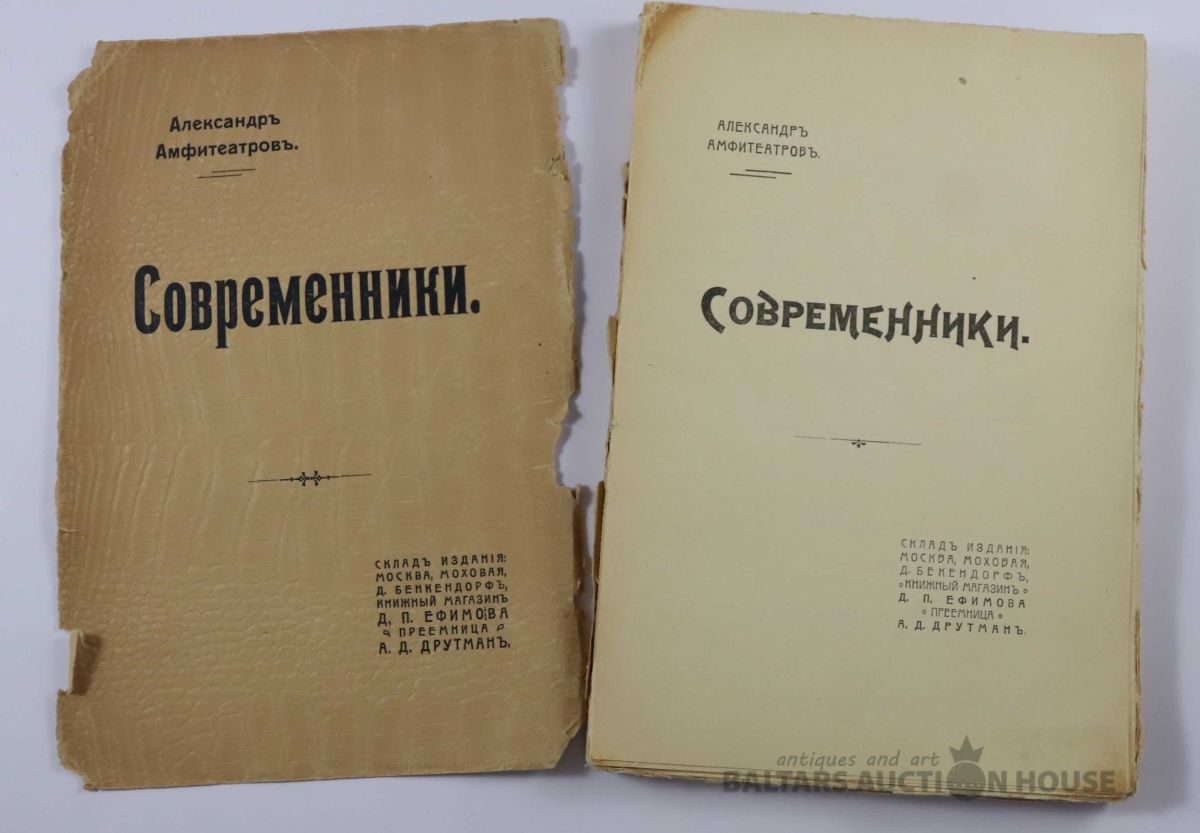 Александръ
Амфитеатровъ.
Современники.
СКЛАДЪ ИЗДАНІЯ:
МОСКВА, МОХОВАЯ,
Д. БЕНКЕНДОРФЪ,
КНИЖНЫЙ МАГАЗИНЪ
Д. П. ЕФИМОВА
ПРЕЕМНИЦА
А. Д. ДРУТМАНЪ.
АЛЕКСАНДРЪ
АМФИТЕАТРОВЪ.
СОВРЕМЕННИКИ.
СКЛАДЪ ИЗДАНІЯ:
МОСКВА, МОХОВАЯ,
Д. БЕКЕНДОРФЪ,
КНИЖНЫЙ МАГАЗИНЪ
Д. П. ЕФИМОВА
ПРЕЕМНИЦА
А. Д. ДРУТМАНЪ.
antiques and art
BALTARS AUCTION HOUSE